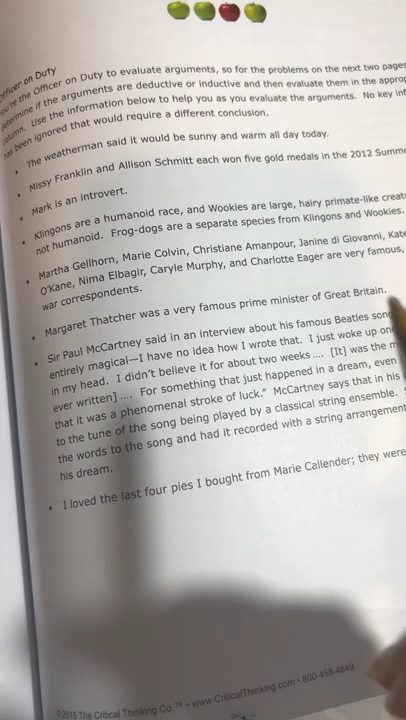 Officer on Duty
You're the Officer on Duty to evaluate arguments, so for the problems on the next two pages
determine if the arguments are deductive or inductive and then evaluate them in the
column. Use the information below to help you as you evaluate the arguments. No key
has been ignored that would require a different conclusion.
• The weatherman said it would be sunny and warm all day today.
• Missy Franklin and Allison Schmitt each won five gold medals in the 2012
• Mark is an introvert.
• Klingons are a humanoid race, and Wookies are large, hairy primate-like
not humanoid. Frog-dogs are a separate species from Klingons and Wookies.
• Martha Gellhorn, Marie Colvin, Christiane Amanpour, Janine di Giovanni, Kate
O'Kane, Nima Elbagir, Caryle Murphy, and Charlotte Eager are very famous,
war correspondents.
• Margaret Thatcher was a very famous prime minister of Great Britain.
• Sir Paul McCartney said in an interview about his famous Beatles
entirely magical—I have no idea how I wrote that. I just woke up
in my head. I didn't believe it for about two weeks .... [It] was the
ever written] .... For something that just happened in a dream, even
that it was a phenomenal stroke of luck." McCartney says that in his
to the tune of the song being played by a classical string ensemble.
the words to the song and had it recorded with a string arrangement
his dream.
• I loved the last four pies I bought from Marie Callender; they were
©2015 The Critical Thinking Co.™ • www.CriticalThinking.com • 800-458-4849